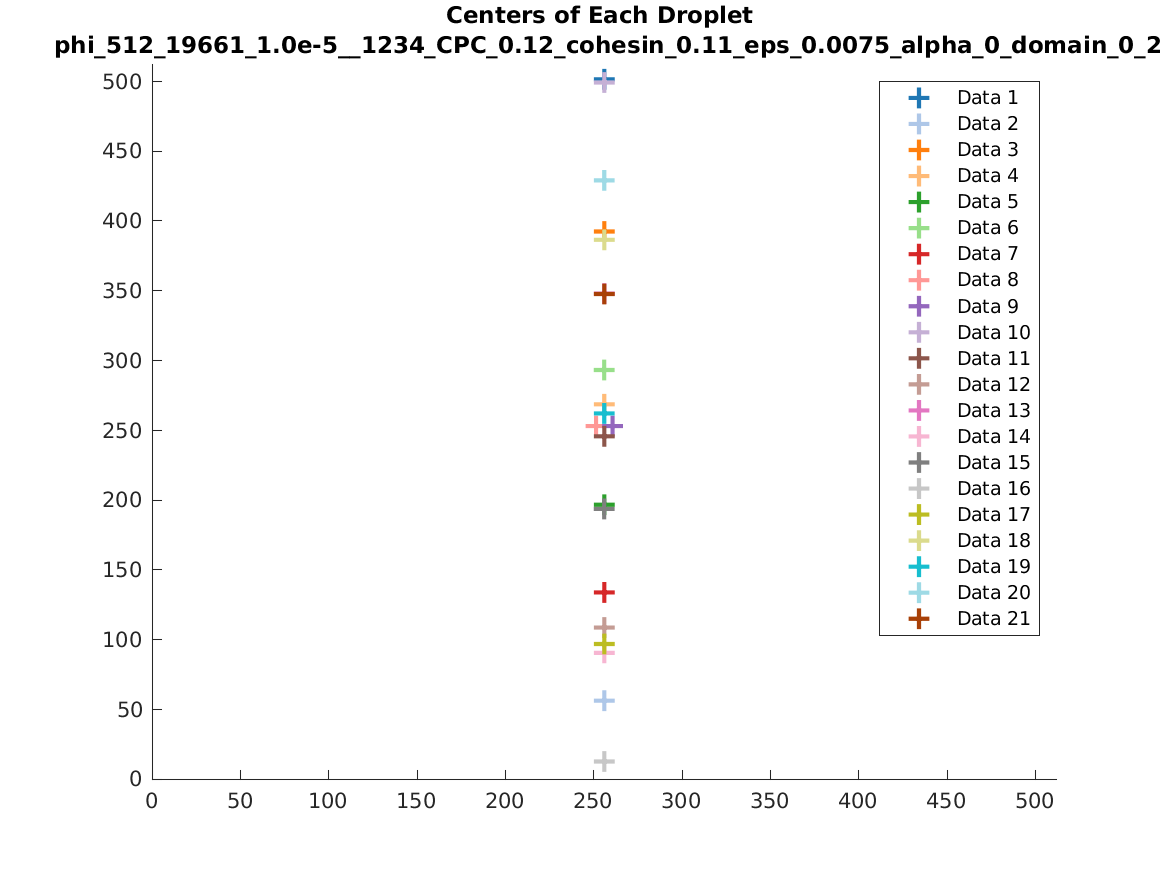 Centers of Each Droplet
phi_512_19661_1.0e-5__1234_CPC_0.12_cohesin_0.11_eps_0.0075_alpha_0_domain_0_2
500
450
400
350
300
250
200
150
100
50
0
0 50 100 150 200 250 300 350 400 450 500
Data 1
Data 2
Data 3
Data 4
Data 5
Data 6
Data 7
Data 8
Data 9
Data 10
Data 11
Data 12
Data 13
Data 14
Data 15
Data 16
Data 17
Data 18
Data 19
Data 20
Data 21